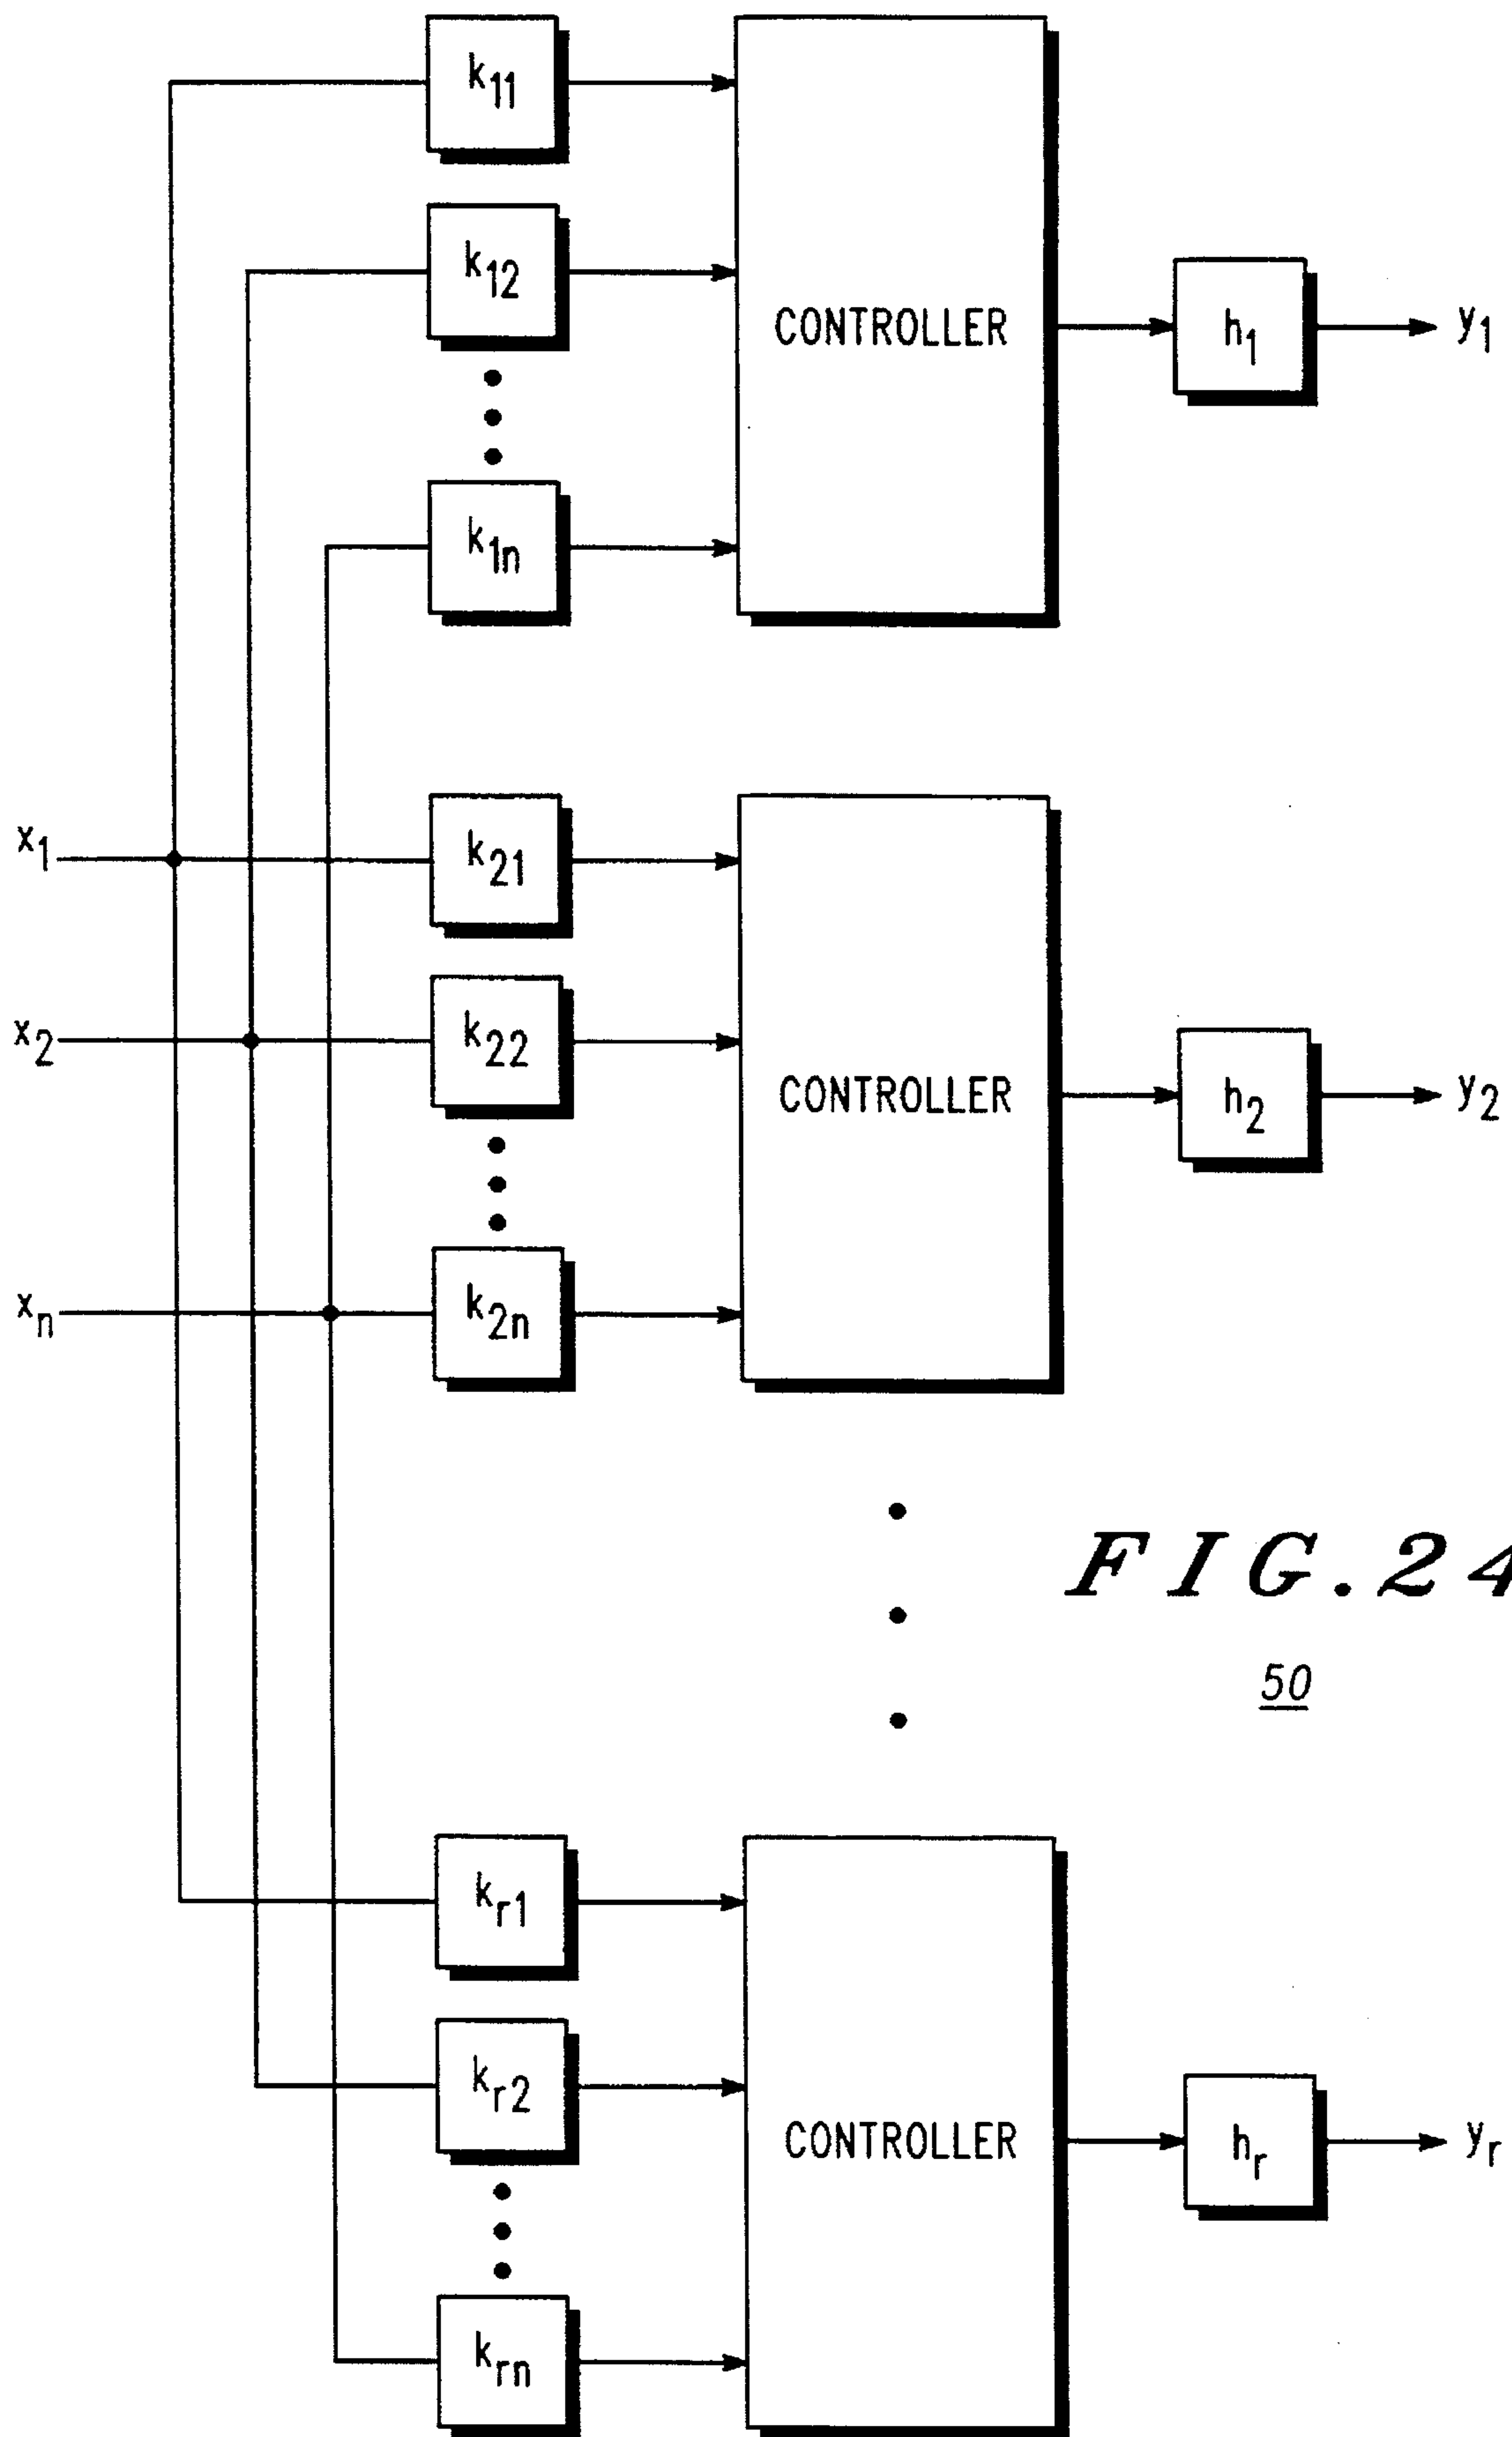 k11
k12
CONTROLLER
h1
y1
k1n
x1
k21
x2
k22
CONTROLLER
h2
y2
xn
k2n
FIG.24
50
kr1
kr2
CONTROLLER
hr
yr
krn